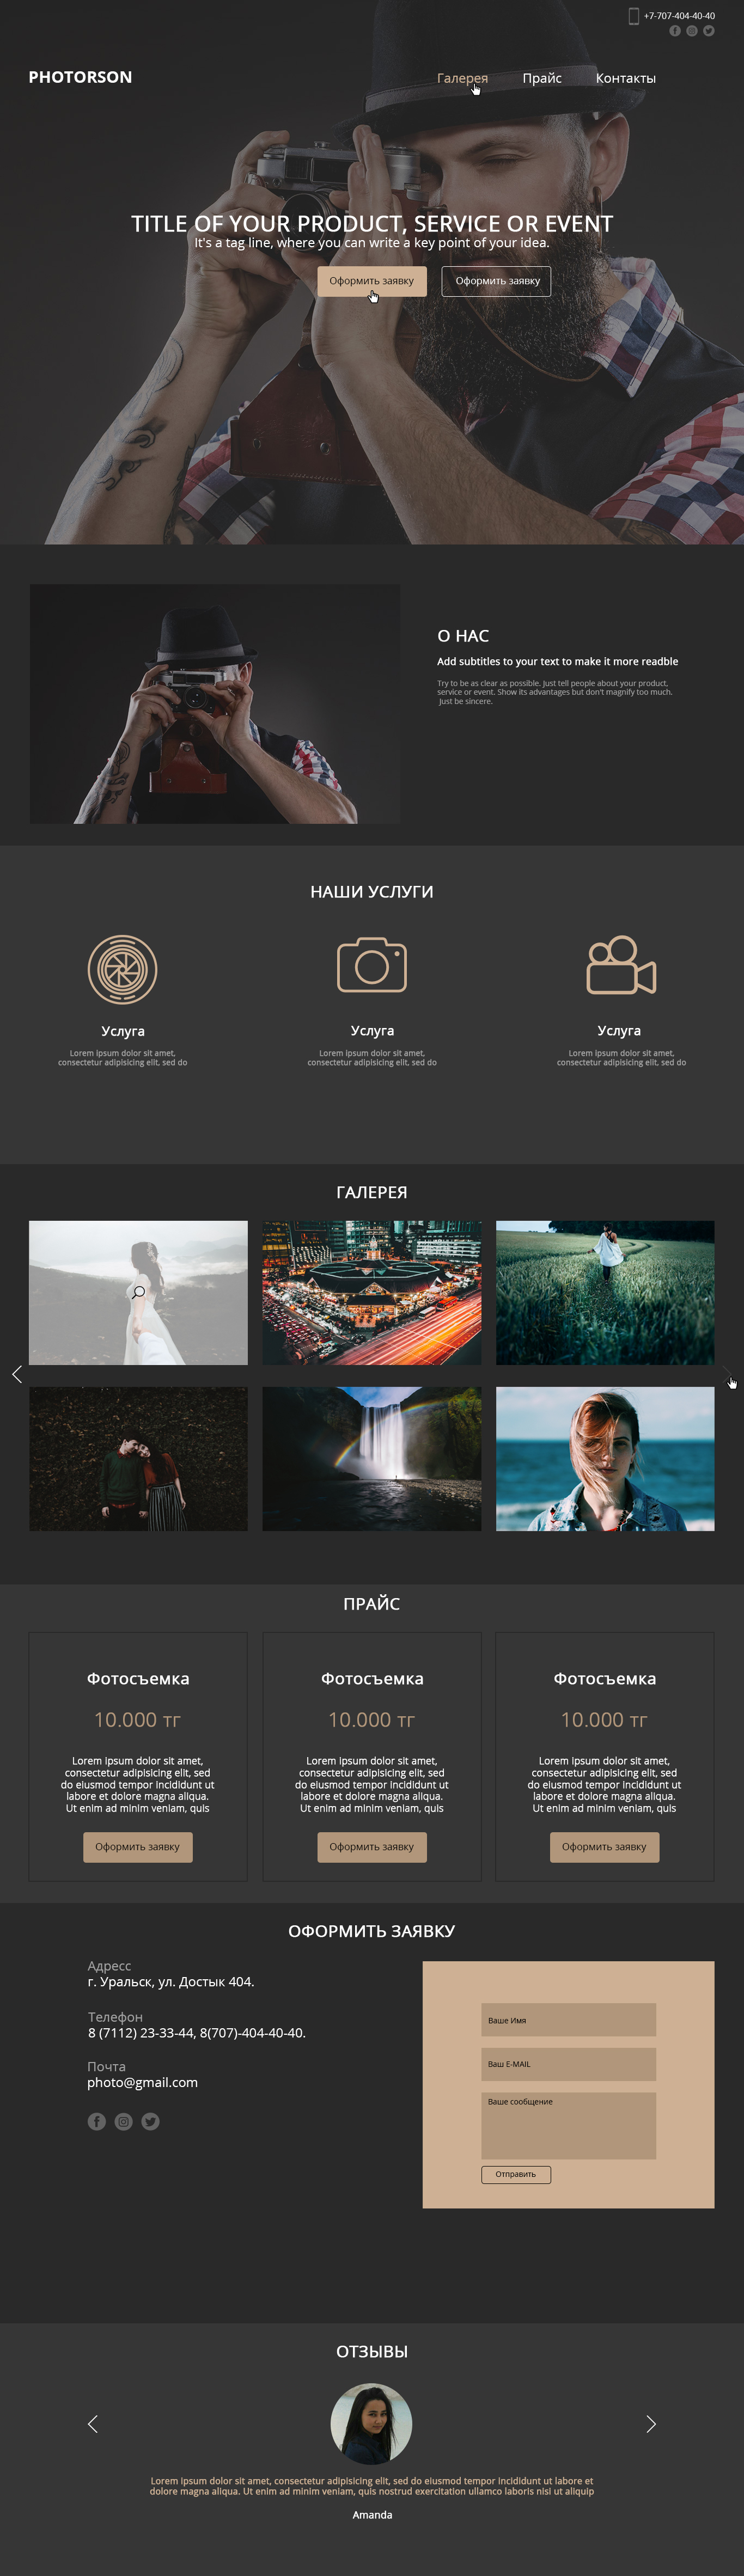 +7-707-404-40-40
PHOTORSON
Галерея Прайс Контакты
TITLE OF YOUR PRODUCT, SERVICE OR EVENT
It's a tag line, where you can write a key point of your idea.
Оформить заявку Оформить заявку
О НАС
Add subtitles to your text to make it more readble
Try to be as clear as possible. Just tell people about your product,
service or event. Show its advantages but don't magnify too much.
Just be sincere.
НАШИ УСЛУГИ
Услуга
Lorem ipsum dolor sit amet,
consectetur adipisicing elit, sed do
Услуга
Lorem ipsum dolor sit amet,
consectetur adipisicing elit, sed do
Услуга
Lorem ipsum dolor sit amet,
consectetur adipisicing elit, sed do
ГАЛЕРЕЯ
ПРАЙС
Фотосъемка
10.000 тг
Lorem ipsum dolor sit amet,
consectetur adipisicing elit, sed
do eiusmod tempor incididunt ut
labore et dolore magna aliqua.
Ut enim ad minim veniam, quis
Оформить заявку
Фотосъемка
10.000 тг
Lorem ipsum dolor sit amet,
consectetur adipisicing elit, sed
do eiusmod tempor incididunt ut
labore et dolore magna aliqua.
Ut enim ad minim veniam, quis
Оформить заявку
Фотосъемка
10.000 тг
Lorem ipsum dolor sit amet,
consectetur adipisicing elit, sed
do eiusmod tempor incididunt ut
labore et dolore magna aliqua.
Ut enim ad minim veniam, quis
Оформить заявку
ОФОРМИТЬ ЗАЯВКУ
Адресс
г. Уральск, ул. Достык 404.
Телефон
8 (7112) 23-33-44, 8(707)-404-40-40.
Почта
photo@gmail.com
Ваше Имя
Ваш E-MAIL
Ваше сообщение
Отправить
ОТЗЫВЫ
Lorem ipsum dolor sit amet, consectetur adipisicing elit, sed do eiusmod tempor incididunt ut labore et
dolore magna aliqua. Ut enim ad minim veniam, quis nostrud exercitation ullamco laboris nisi ut aliquip
Amanda